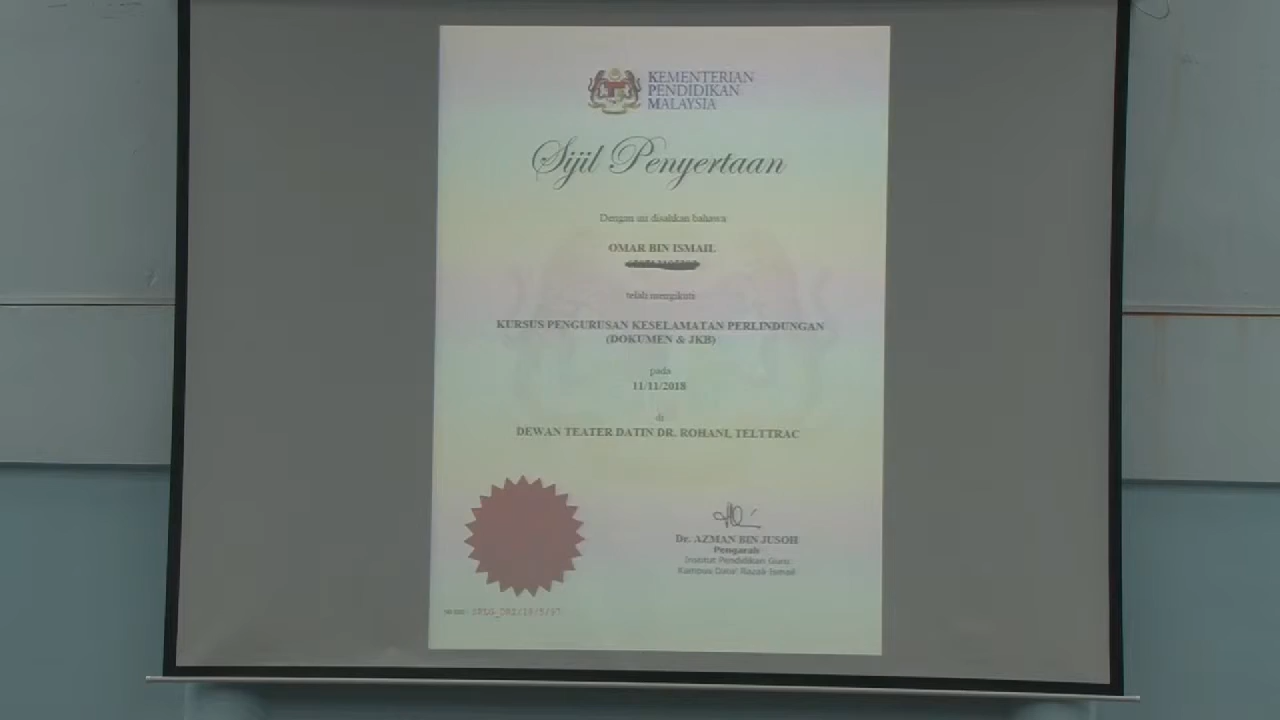 KEMENTERIAN
PENDIDIKAN
MALAYSIA
Sijil Penyertaan
Dengan ini disahkan bahawa
OMAR BIN ISMAIL
telah mengikuti
KURSUS PENGURUSAN KESELAMATAN PERLINDUNGAN
(DOKUMEN & JKB)
pada
11/11/2018
di
DEWAN TEATER DATIN DR. ROHANI, TELTTRAC
Dr. AZMAN BIN JUSOH
Pengarah
Institut Pendidikan Guru
Kampus Dato' Razali Ismail